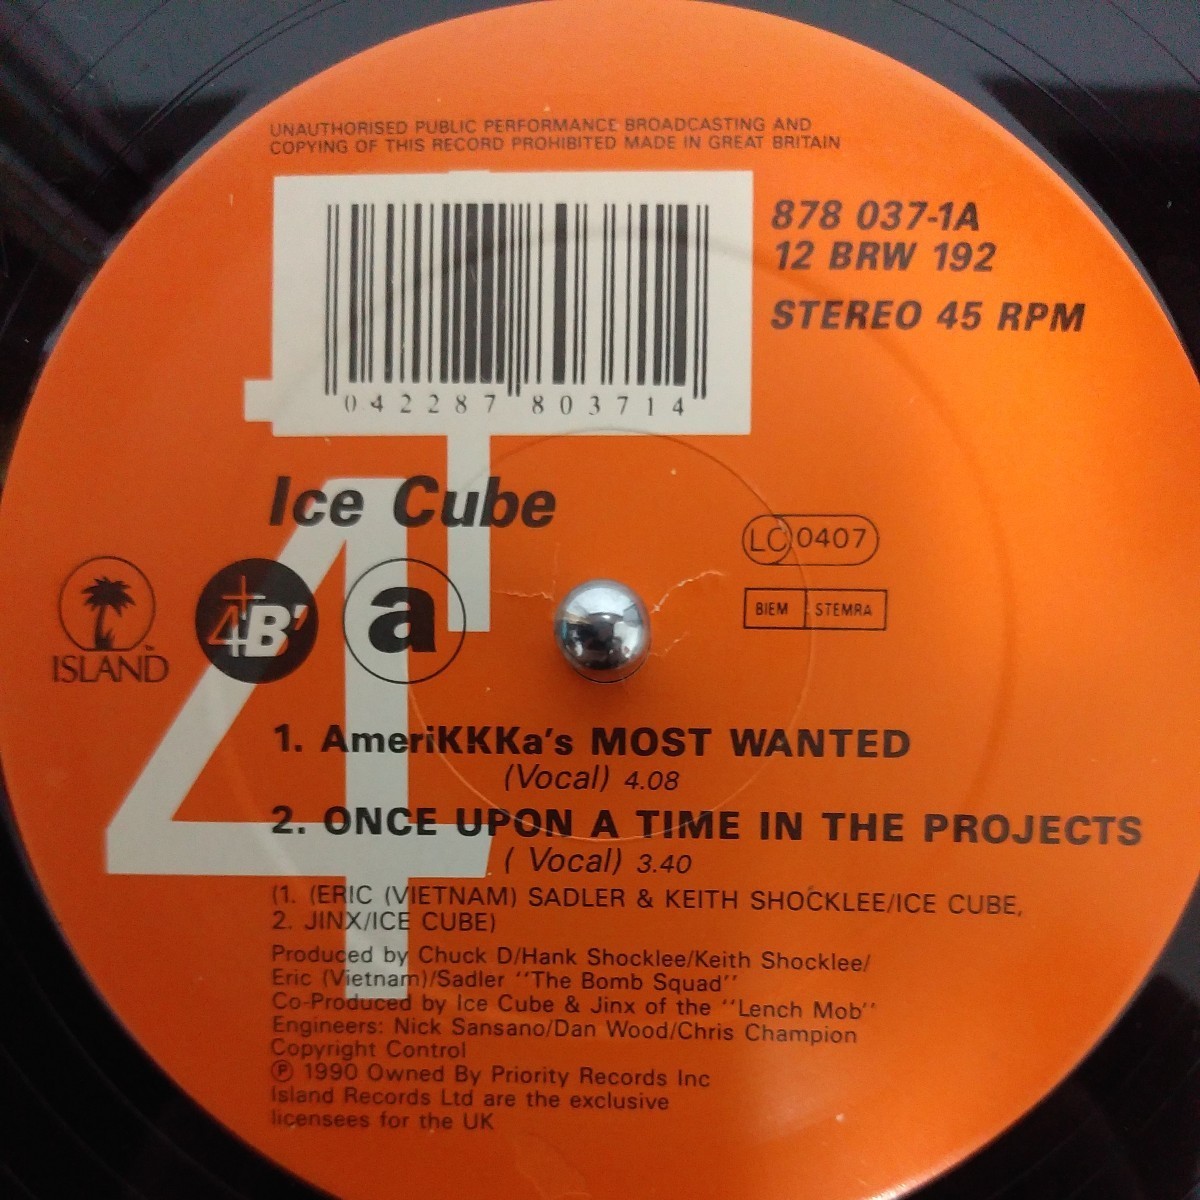 UNAUTHORISED PUBLIC PERFORMANCE BROADCASTING AND
COPYING OF THIS RECORD PROHIBITED MADE IN GREAT BRITAIN
878 037-1A
12 BRW 192
STEREO 45 RPM
042287 803714
Ice Cube
LC 0407
BIEM STEMRA
ISLAND
4+B'
a
1. AmeriKKKa's MOST WANTED
(Vocal) 4.08
2. ONCE UPON A TIME IN THE PROJECTS
( Vocal) 3.40
(1. (ERIC (VIETNAM) SADLER & KEITH SHOCKLEE/ICE CUBE,
2. JINX/ICE CUBE)
Produced by Chuck D/Hank Shocklee/Keith Shocklee/
Eric (Vietnam)/Sadler "The Bomb Squad"
Co-Produced by Ice Cube & Jinx of the "Lench Mob"
Engineers: Nick Sansano/Dan Wood/Chris Champion
Copyright Control
℗ 1990 Owned By Priority Records Inc
Island Records Ltd are the exclusive
licensees for the UK